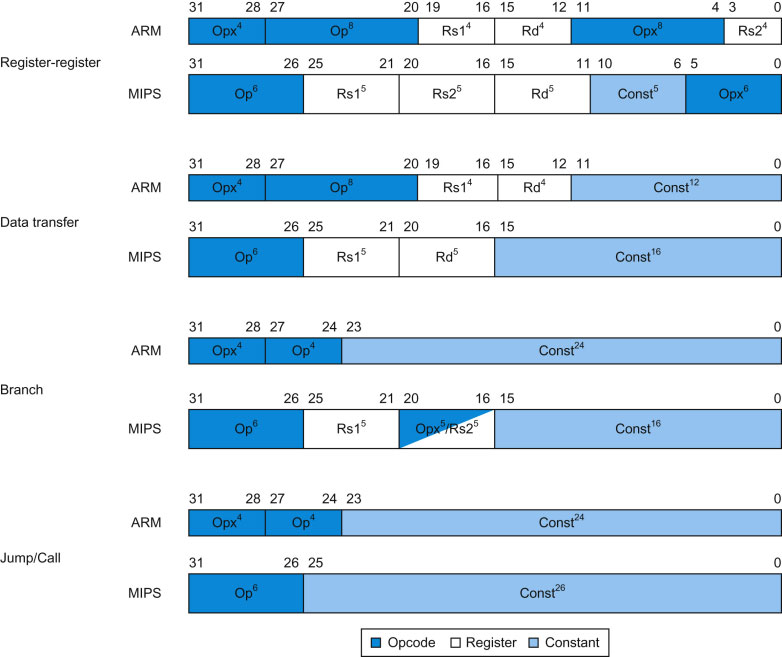 31 28 27 20 19 16 15 12 11 4 3 0
ARM Opx⁴ Op⁸ Rs1⁴ Rd⁴ Opx⁸ Rs2⁴
Register-register
31 26 25 21 20 16 15 11 10 6 5 0
MIPS Op⁶ Rs1⁵ Rs2⁵ Rd⁵ Const⁵ Opx⁶
31 28 27 20 19 16 15 12 11 0
ARM Opx⁴ Op⁸ Rs1⁴ Rd⁴ Const¹²
Data transfer
31 26 25 21 20 16 15 0
MIPS Op⁶ Rs1⁵ Rd⁵ Const¹⁶
31 28 27 24 23 0
ARM Opx⁴ Op⁴ Const²⁴
Branch
31 26 25 21 20 16 15 0
MIPS Op⁶ Rs1⁵ Opx⁵/Rs2⁵ Const¹⁶
31 28 27 24 23 0
ARM Opx⁴ Op⁴ Const²⁴
Jump/Call
31 26 25 0
MIPS Op⁶ Const²⁶
Opcode Register Constant